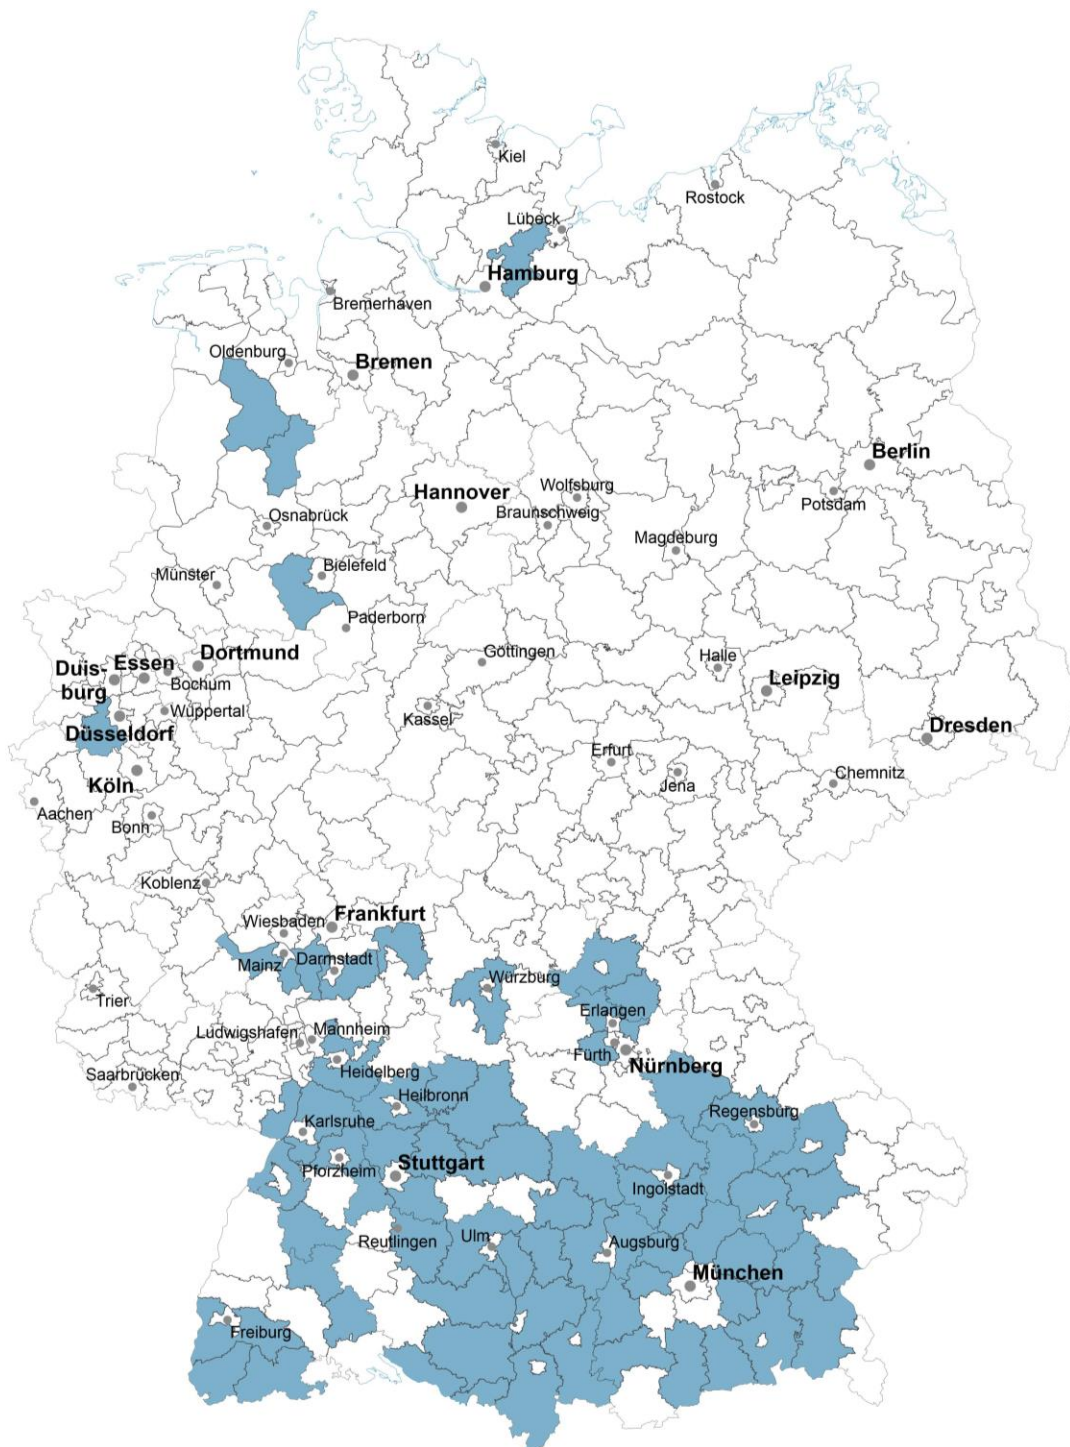 Kiel
Rostock
Lübeck
Hamburg
Bremerhaven
Oldenburg
Bremen
Berlin
Wolfsburg
Hannover
Potsdam
Braunschweig
Osnabrück
Magdeburg
Bielefeld
Münster
Paderborn
Dortmund
Göttingen
Halle
Essen
Duis-
burg
Bochum
Leipzig
Wuppertal
Kassel
Düsseldorf
Dresden
Erfurt
Chemnitz
Köln
Jena
Aachen
Bonn
Koblenz
Frankfurt
Wiesbaden
Darmstadt
Mainz
Würzburg
Trier
Erlangen
Mannheim
Ludwigshafen
Fürth
Nürnberg
Heidelberg
Saarbrücken
Heilbronn
Regensburg
Karlsruhe
Stuttgart
Pforzheim
Ingolstadt
Ulm
Reutlingen
Augsburg
München
Freiburg